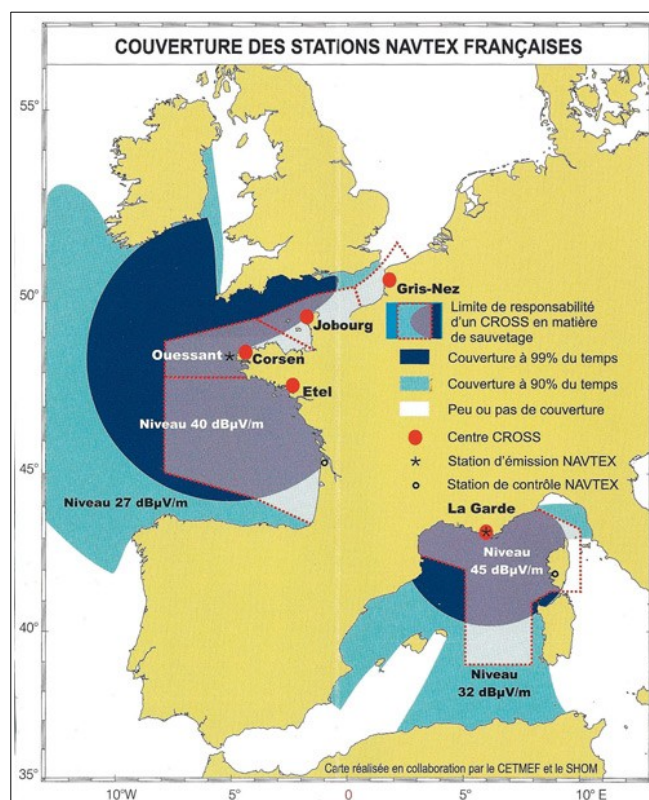 COUVERTURE DES STATIONS NAVTEX FRANÇAISES
55°
50°
Gris-Nez
Jobourg
Limite de responsabilité
d'un CROSS en matière
de sauvetage
Ouessant
Corsen
Couverture à 99% du temps
Etel
Couverture à 90% du temps
Niveau 40 dBµV/m
Peu ou pas de couverture
Centre CROSS
45°
Station d'émission NAVTEX
Niveau 27 dBµV/m
Station de contrôle NAVTEX
La Garde
Niveau
45 dBµV/m
40°
Niveau
32 dBµV/m
Carte réalisée en collaboration par le CETMEF et le SHOM
35°
10°W
5°
0
5°
10° E